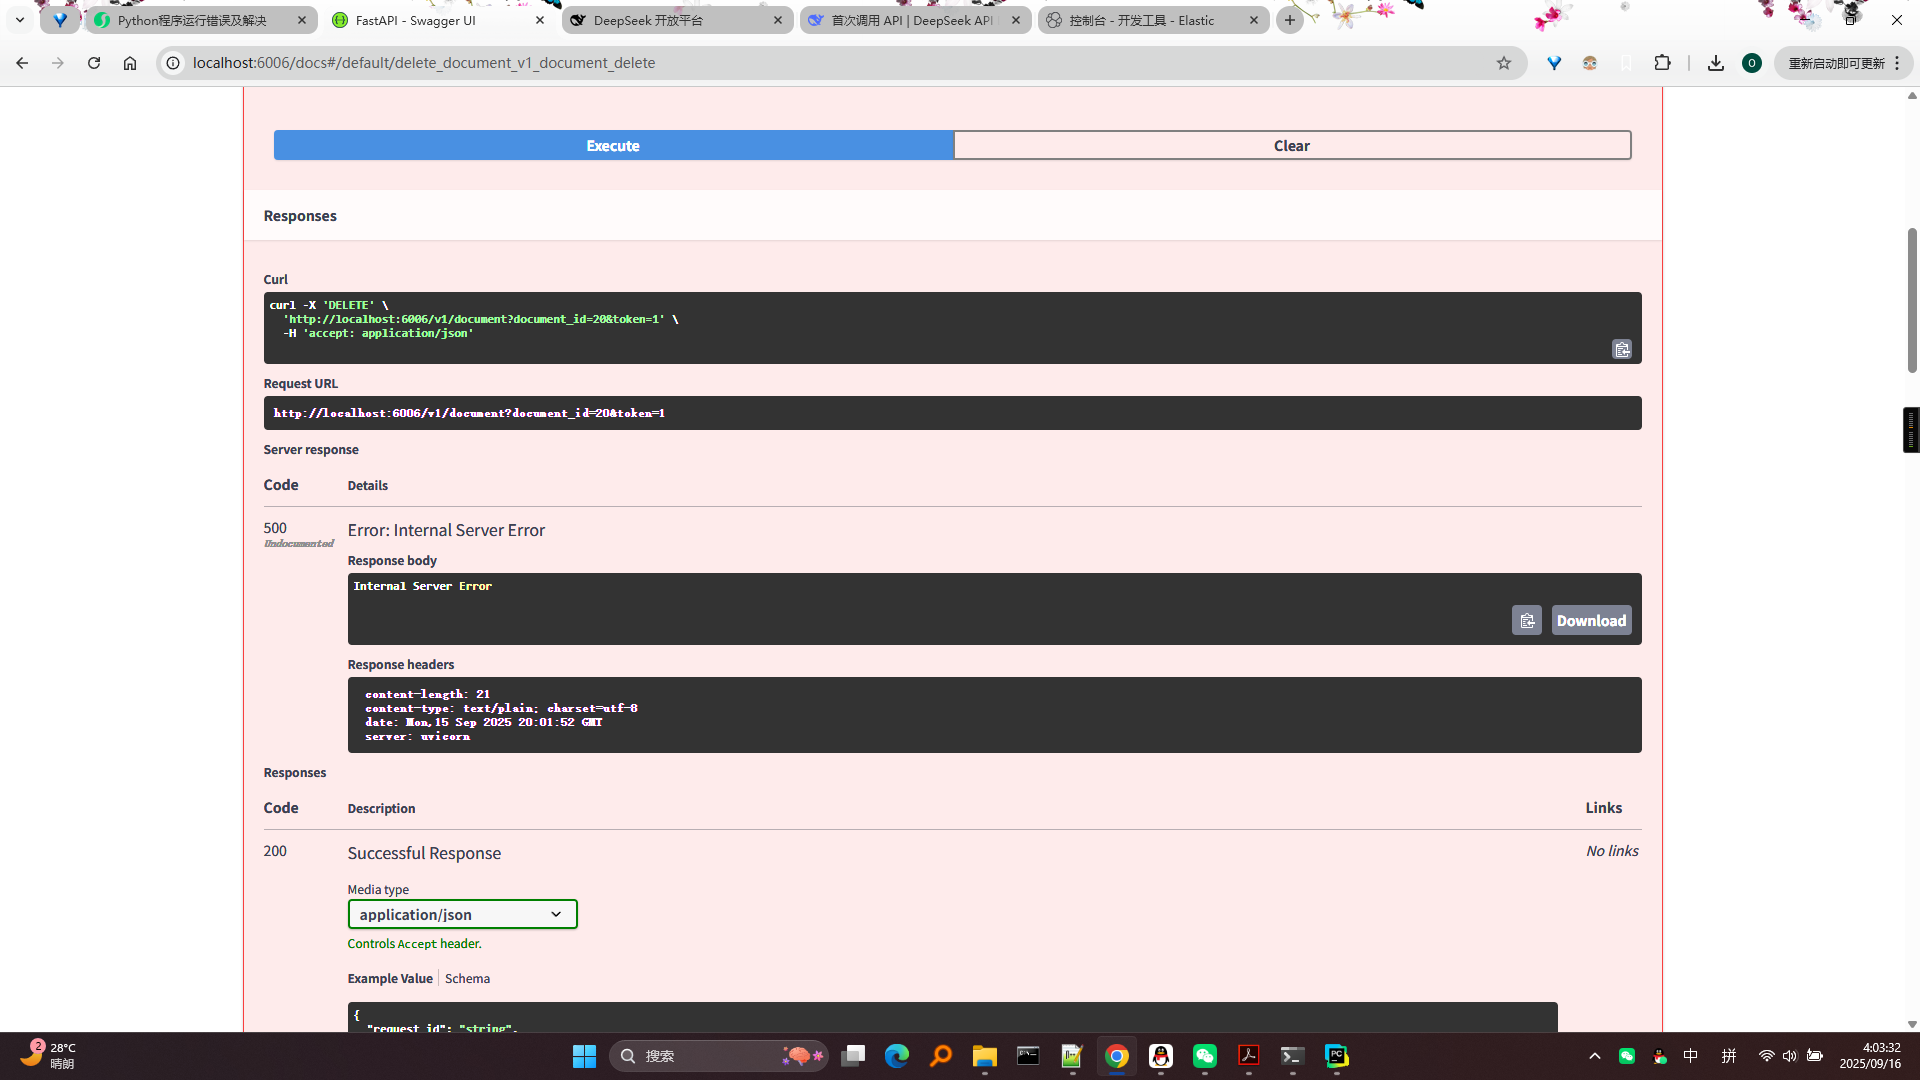 Python程序运行错误及解决
FastAPI - Swagger UI
DeepSeek 开放平台
首次调用 API | DeepSeek API
控制台 - 开发工具 - Elastic
localhost:6006/docs#/default/delete_document_v1_document_delete
O
重新启动即可更新
Execute
Clear
Responses
Curl
curl -X 'DELETE' \
'http://localhost:6006/v1/document?document_id=20&token=1' \
-H 'accept: application/json'
Request URL
http://localhost:6006/v1/document?document_id=20&token=1
Server response
Code Details
500 Error: Internal Server Error
Undocumented
Response body
Internal Server Error
Download
Response headers
content-length: 21
content-type: text/plain; charset=utf-8
date: Mon,15 Sep 2025 20:01:52 GMT
server: uvicorn
Responses
Code Description Links
200 Successful Response No links
Media type
application/json
Controls Accept header.
Example Value Schema
{
"request_id": "string",
2
28°C
晴朗
搜索
PC
中
拼
4:03:32
2025/09/16